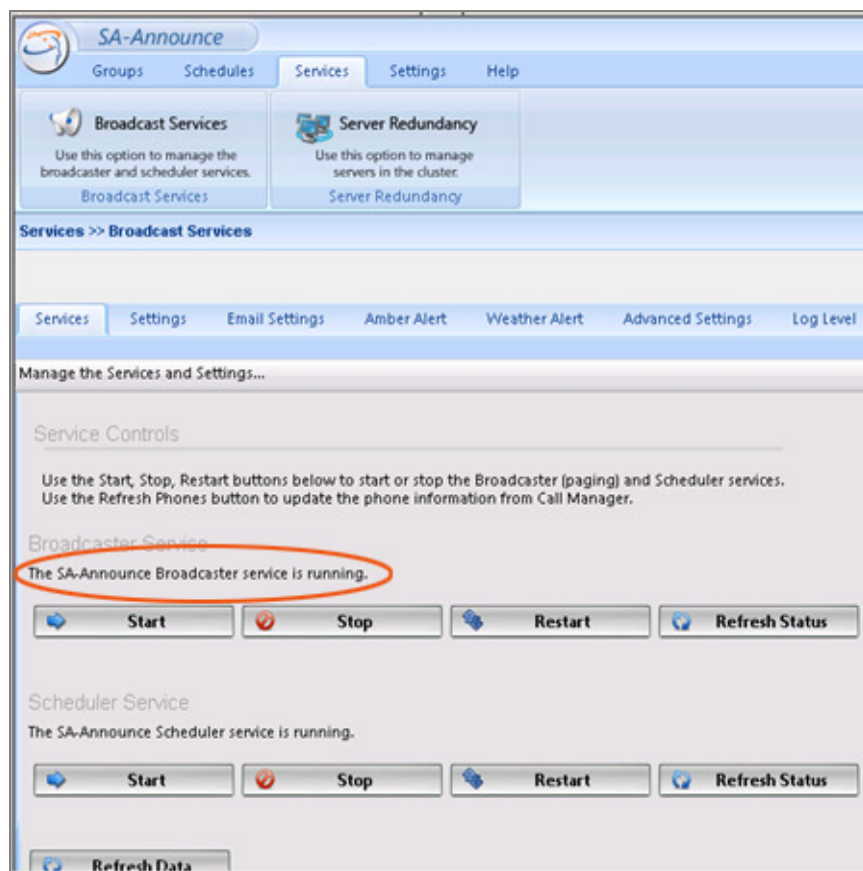 SA-Announce
Groups Schedules Services Settings Help
Broadcast Services
Use this option to manage the
broadcaster and scheduler services.
Broadcast Services
Server Redundancy
Use this option to manage
servers in the cluster.
Server Redundancy
Services >> Broadcast Services
Services Settings Email Settings Amber Alert Weather Alert Advanced Settings Log Level
Manage the Services and Settings...
Service Controls
Use the Start, Stop, Restart buttons below to start or stop the Broadcaster (paging) and Scheduler services.
Use the Refresh Phones button to update the phone information from Call Manager.
Broadcaster Service
The SA-Announce Broadcaster service is running.
Start Stop Restart Refresh Status
Scheduler Service
The SA-Announce Scheduler service is running.
Start Stop Restart Refresh Status
Refresh Data